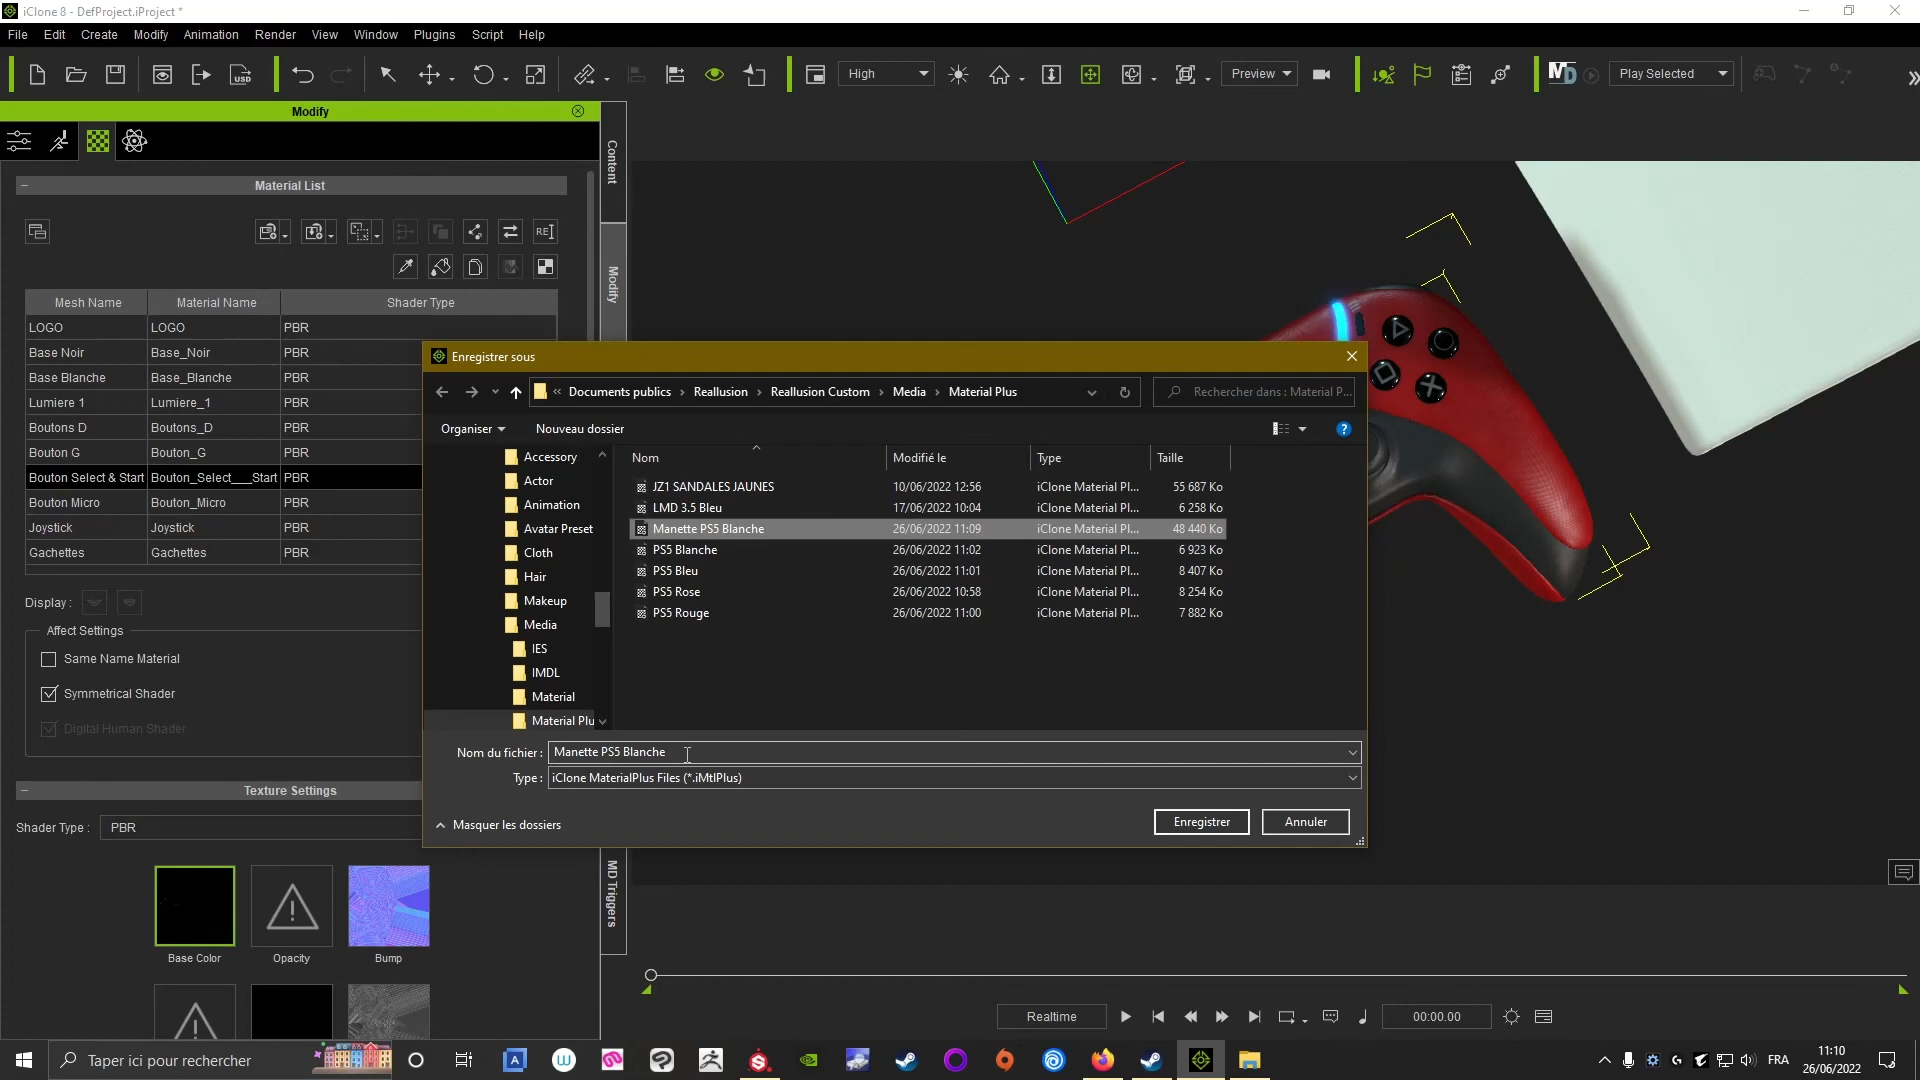 iClone 8 - DefProject.iProject *
File Edit Create Modify Animation Render View Window Plugins Script Help
USD High Preview Play Selected
Modify
Content
Modify
MD Triggers
Material List
REI
Mesh Name Material Name Shader Type
LOGO LOGO PBR
Base Noir Base_Noir PBR
Base Blanche Base_Blanche PBR
Lumiere 1 Lumiere_1 PBR
Boutons D Boutons_D PBR
Bouton G Bouton_G PBR
Bouton Select & Start Bouton_Select___Start PBR
Bouton Micro Bouton_Micro PBR
Joystick Joystick PBR
Gachettes Gachettes PBR
Display :
Affect Settings
Same Name Material
Symmetrical Shader
Digital Human Shader
Texture Settings
Shader Type : PBR
Base Color Opacity Bump
Enregistrer sous
« Documents publics > Reallusion > Reallusion Custom > Media > Material Plus
Rechercher dans : Material P...
Organiser Nouveau dossier
Accessory
Actor
Animation
Avatar Preset
Cloth
Hair
Makeup
Media
IES
IMDL
Material
Material Plu
Nom Modifié le Type Taille
JZ1 SANDALES JAUNES 10/06/2022 12:56 iClone Material Pl... 55 687 Ko
LMD 3.5 Bleu 17/06/2022 10:04 iClone Material Pl... 6 258 Ko
Manette PS5 Blanche 26/06/2022 11:09 iClone Material Pl... 48 440 Ko
PS5 Blanche 26/06/2022 11:02 iClone Material Pl... 6 923 Ko
PS5 Bleu 26/06/2022 11:01 iClone Material Pl... 8 407 Ko
PS5 Rose 26/06/2022 10:58 iClone Material Pl... 8 254 Ko
PS5 Rouge 26/06/2022 11:00 iClone Material Pl... 7 882 Ko
Nom du fichier : Manette PS5 Blanche
Type : iClone MaterialPlus Files (*.iMtlPlus)
Masquer les dossiers
Enregistrer Annuler
Realtime 00:00.00
Taper ici pour rechercher
FRA
11:10
26/06/2022